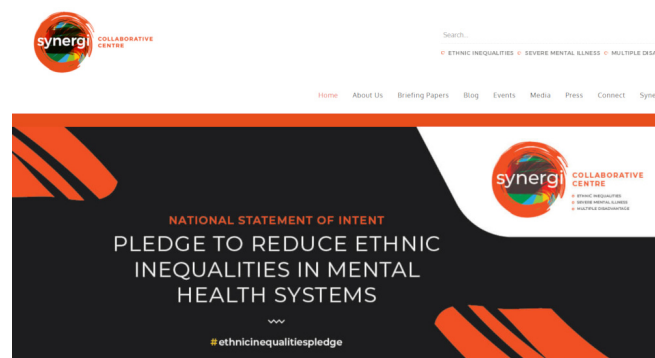 synergi
COLLABORATIVE
CENTRE
Search...
ETHNIC INEQUALITIES SEVERE MENTAL ILLNESS MULTIPLE DISA
Home About Us Briefing Papers Blog Events Media Press Connect Syne
synergi
COLLABORATIVE
CENTRE
ETHNIC INEQUALITIES
SEVERE MENTAL ILLNESS
MULTIPLE DISADVANTAGE
NATIONAL STATEMENT OF INTENT
PLEDGE TO REDUCE ETHNIC
INEQUALITIES IN MENTAL
HEALTH SYSTEMS
#ethnicinequalitiespledge